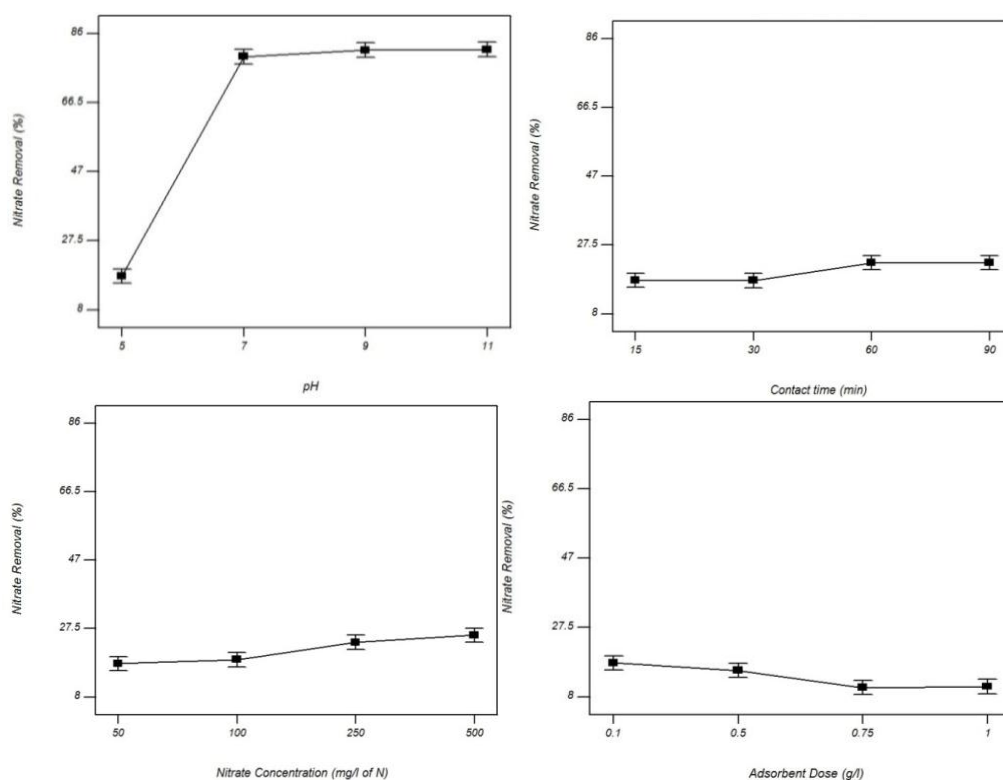 Nitrate Removal (%)
86
66.5
47
27.5
8
5 7 9 11
pH
Nitrate Removal (%)
86
66.5
47
27.5
8
15 30 60 90
Contact time (min)
Nitrate Removal (%)
86
66.5
47
27.5
8
50 100 250 500
Nitrate Concentration (mg/l of N)
Nitrate Removal (%)
86
66.5
47
27.5
8
0.1 0.5 0.75 1
Adsorbent Dose (g/l)